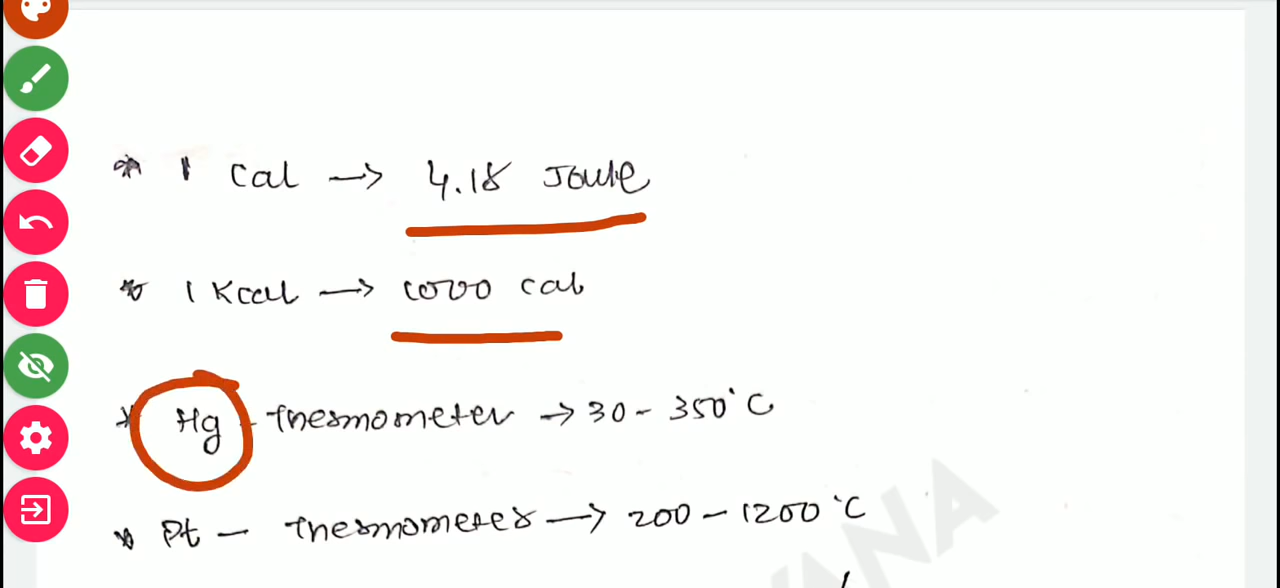 * 1 Cal → 4.18 Joule
* 1 Kcal → 1000 cal
* Hg - Thermometer → 30 - 350°C
* Pt - Thermometer → 200 - 1200°C